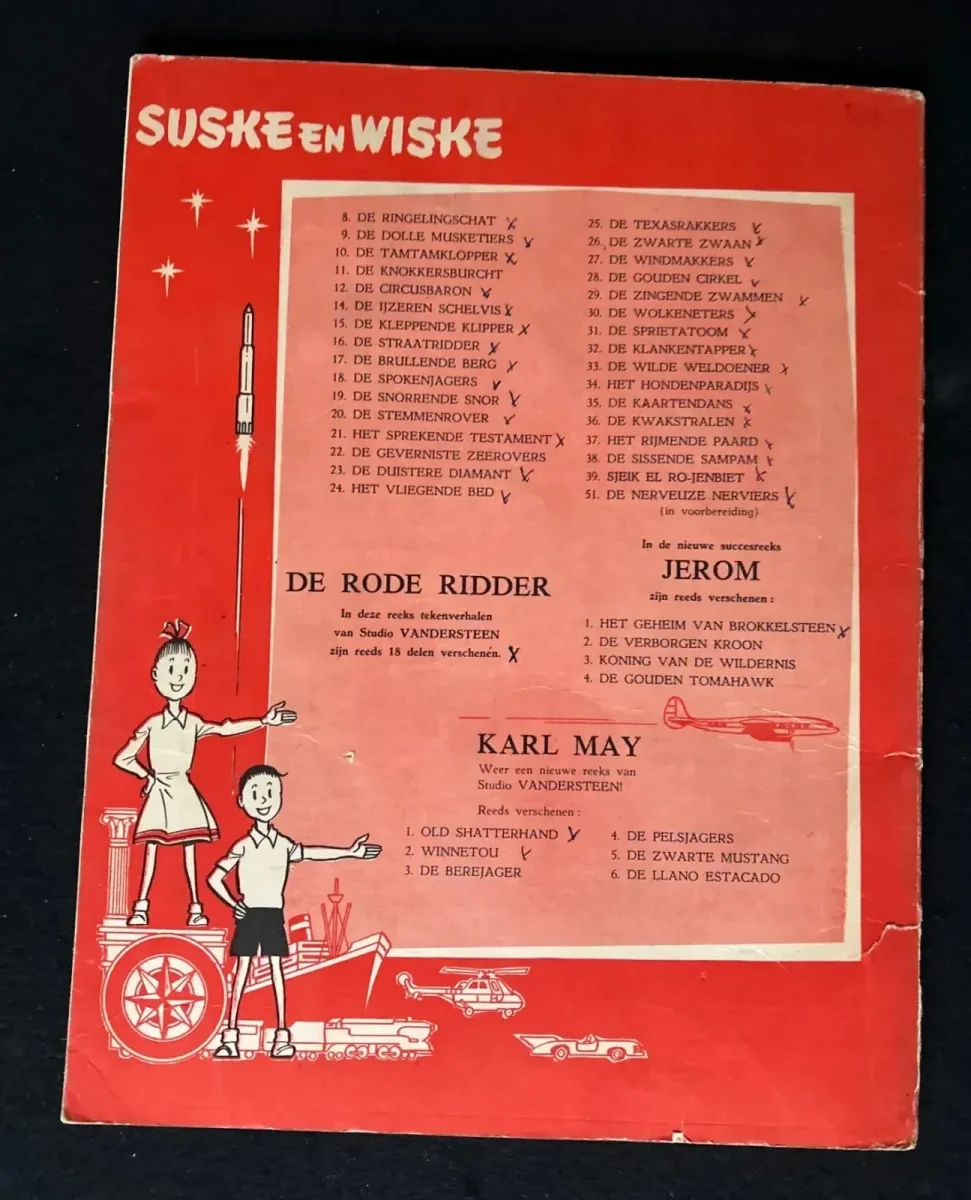 SUSKE EN WISKE
8. DE RINGELINGSCHAT
9. DE DOLLE MUSKETIERS
10. DE TAMTAMKLOPPER
11. DE KNOKKERSBURCHT
12. DE CIRCUSBARON
14. DE IJZEREN SCHELVIS
15. DE KLEPPENDE KLIPPER
16. DE STRAATRIDDER
17. DE BRULLENDE BERG
18. DE SPOKENJAGERS
19. DE SNORRENDE SNOR
20. DE STEMMENROVER
21. HET SPREKENDE TESTAMENT
22. DE GEVERNISTE ZEEROVERS
23. DE DUISTERE DIAMANT
24. HET VLIEGENDE BED
25. DE TEXASRAKKERS
26. DE ZWARTE ZWAAN
27. DE WINDMAKKERS
28. DE GOUDEN CIRKEL
29. DE ZINGENDE ZWAMMEN
30. DE WOLKENETERS
31. DE SPRIETATOOM
32. DE KLANKENTAPPER
33. DE WILDE WELDOENER
34. HET HONDENPARADIJS
35. DE KAARTENDANS
36. DE KWAKSTRALEN
37. HET RIJMENDE PAARD
38. DE SISSENDE SAMPAM
39. SJEIK EL RO-JENBIET
51. DE NERVEUZE NERVIERS
(in voorbereiding)
DE RODE RIDDER
In deze reeks tekenverhalen
van Studio VANDERSTEEN
zijn reeds 18 delen verschenen.
In de nieuwe succesreeks
JEROM
zijn reeds verschenen :
1. HET GEHEIM VAN BROKKELSTEEN
2. DE VERBORGEN KROON
3. KONING VAN DE WILDERNIS
4. DE GOUDEN TOMAHAWK
KARL MAY
Weer een nieuwe reeks van
Studio VANDERSTEEN!
Reeds verschenen :
1. OLD SHATTERHAND
2. WINNETOU
3. DE BEREJAGER
4. DE PELSJAGERS
5. DE ZWARTE MUSTANG
6. DE LLANO ESTACADO